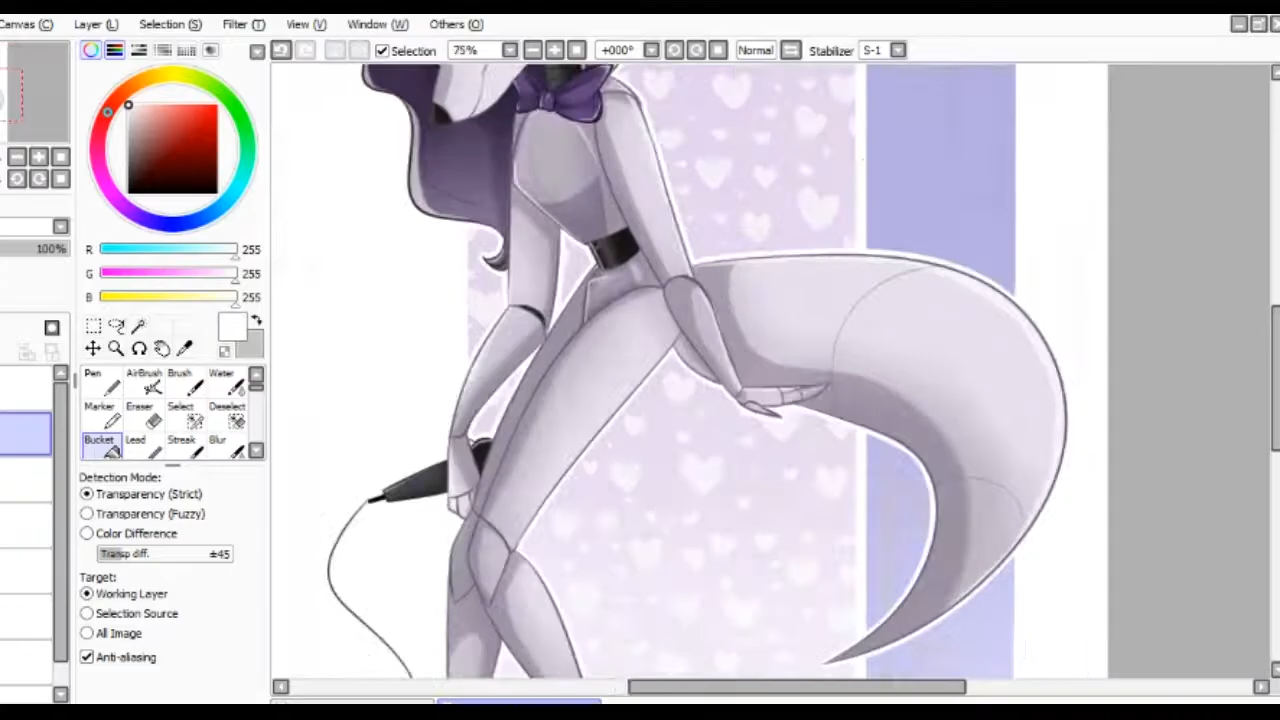 Canvas (C) Layer (L) Selection (S) Filter (T) View (V) Window (W) Others (O)
Selection 75% +000° Normal Stabilizer S-1
100%
R 255
G 255
B 255
Pen AirBrush Brush Water
Marker Eraser Select Deselect
Bucket Lead Streak Blur
Detection Mode:
Transparency (Strict)
Transparency (Fuzzy)
Color Difference
Transp diff. ±45
Target:
Working Layer
Selection Source
All Image
Anti-aliasing